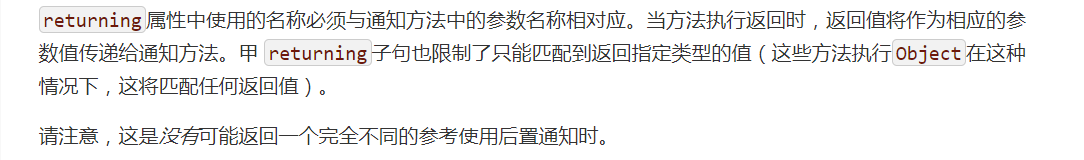 returning属性中使用的名称必须与通知方法中的参数名称相对应。当方法执行返回时，返回值将作为相应的参
数值传递给通知方法。甲 returning子句也限制了只能匹配到返回指定类型的值（这些方法执行Object在这种
情况下，这将匹配任何返回值）。
请注意，这是没有可能返回一个完全不同的参考使用后置通知时。